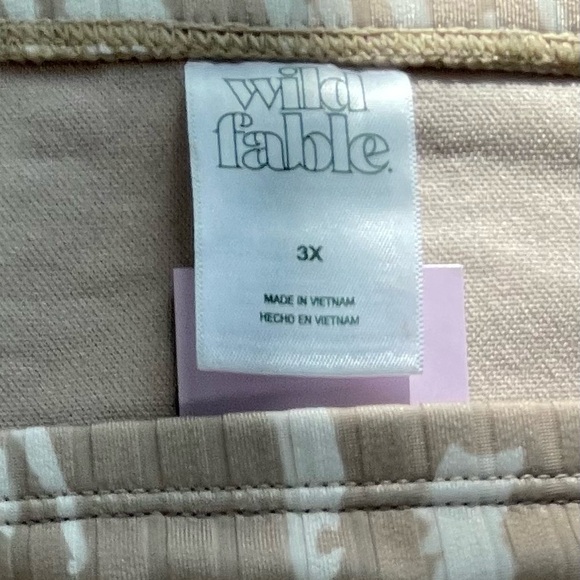 wild
fable.
3X
MADE IN VIETNAM
HECHO EN VIETNAM